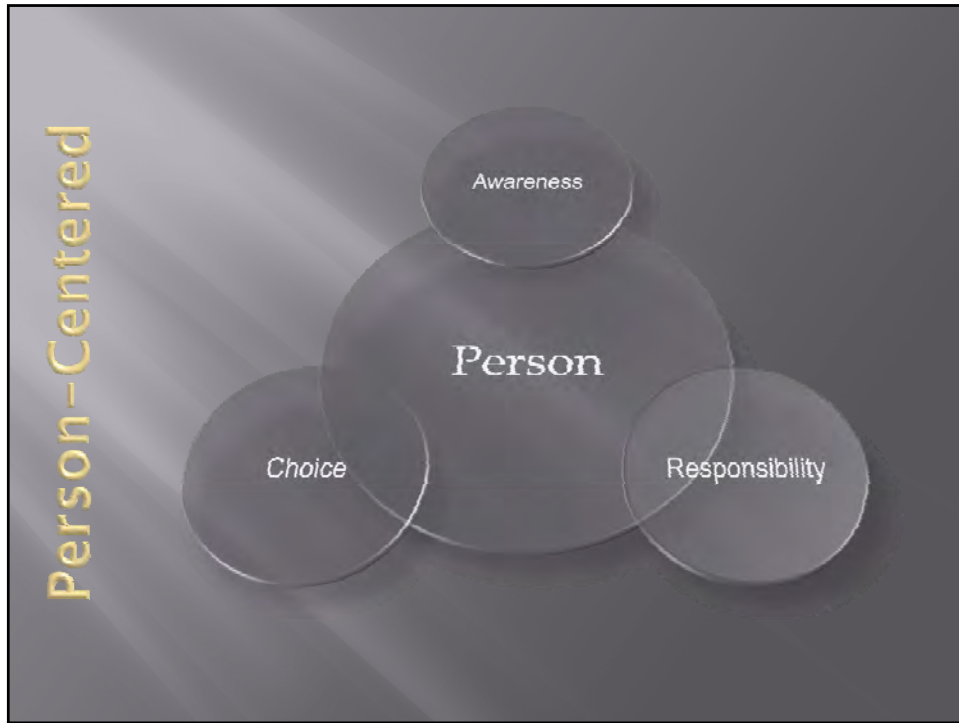 Person-Centered
Awareness
Person
Choice
Responsibility